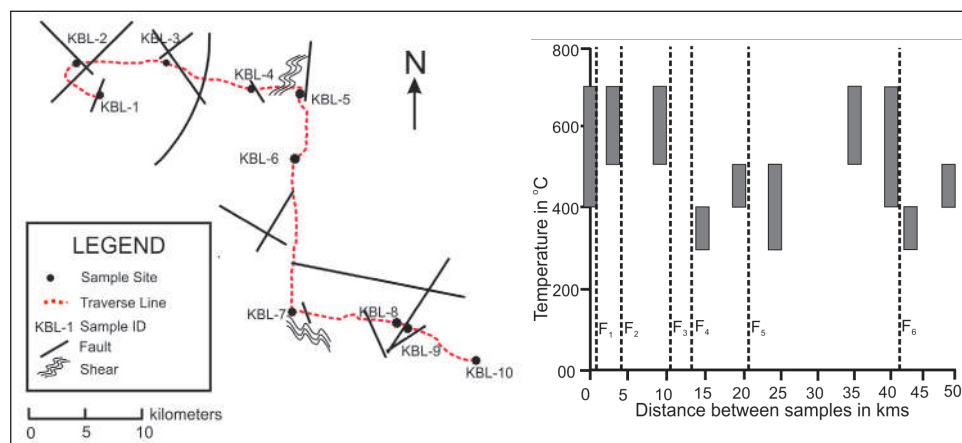 KBL-2
KBL-3
KBL-4
KBL-1
KBL-5
N
KBL-6
KBL-7
KBL-8
KBL-9
KBL-10
LEGEND
Sample Site
Traverse Line
KBL-1 Sample ID
Fault
Shear
0 5 10 kilometers
800
600
400
200
00
Temperature in °C
F1 F2 F3 F4 F5 F6
0 5 10 15 20 25 35 40 45 50
Distance between samples in kms